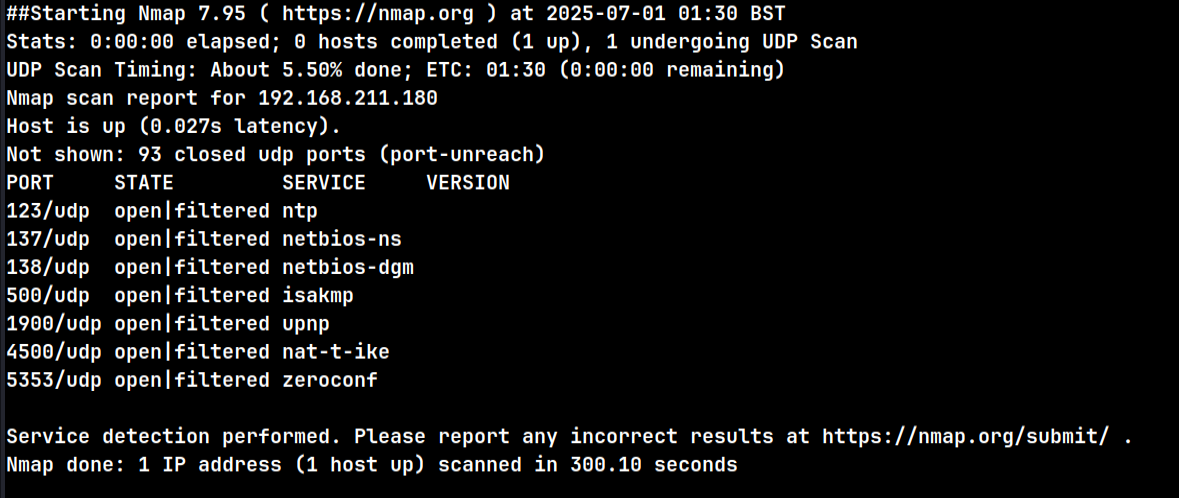 ##Starting Nmap 7.95 ( https://nmap.org ) at 2025-07-01 01:30 BST
Stats: 0:00:00 elapsed; 0 hosts completed (1 up), 1 undergoing UDP Scan
UDP Scan Timing: About 5.50% done; ETC: 01:30 (0:00:00 remaining)
Nmap scan report for 192.168.211.180
Host is up (0.027s latency).
Not shown: 93 closed udp ports (port-unreach)
PORT     STATE         SERVICE     VERSION
123/udp  open|filtered ntp
137/udp  open|filtered netbios-ns
138/udp  open|filtered netbios-dgm
500/udp  open|filtered isakmp
1900/udp open|filtered upnp
4500/udp open|filtered nat-t-ike
5353/udp open|filtered zeroconf
Service detection performed. Please report any incorrect results at https://nmap.org/submit/ .
Nmap done: 1 IP address (1 host up) scanned in 300.10 seconds